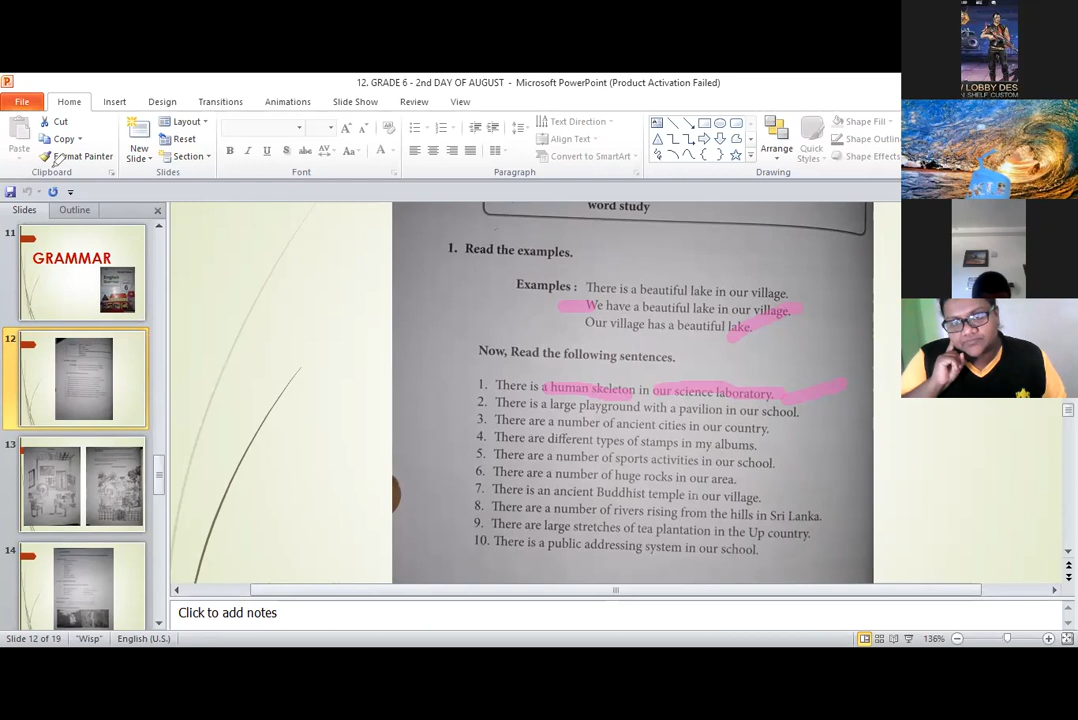 LOBBY DES
SHELF CUSTOM
12. GRADE 6 - 2nd DAY OF AUGUST - Microsoft PowerPoint (Product Activation Failed)
File Home Insert Design Transitions Animations Slide Show Review View
Paste
Cut
Copy
Format Painter
Clipboard
New
Slide
Layout
Reset
Section
Slides
Font
Text Direction
Align Text
Convert to SmartArt
Paragraph
Arrange
Quick
Styles
Shape Fill
Shape Outline
Shape Effects
Drawing
Slides Outline
11
GRAMMAR
English
6
12
13
14
word study
1. Read the examples.
Examples : There is a beautiful lake in our village.
We have a beautiful lake in our village.
Our village has a beautiful lake.
Now, Read the following sentences.
1. There is a human skeleton in our science laboratory.
2. There is a large playground with a pavilion in our school.
3. There are a number of ancient cities in our country.
4. There are different types of stamps in my albums.
5. There are a number of sports activities in our school.
6. There are a number of huge rocks in our area.
7. There is an ancient Buddhist temple in our village.
8. There are a number of rivers rising from the hills in Sri Lanka.
9. There are large stretches of tea plantation in the Up country.
10. There is a public addressing system in our school.
Click to add notes
Slide 12 of 19 "Wisp" English (U.S.) 136%